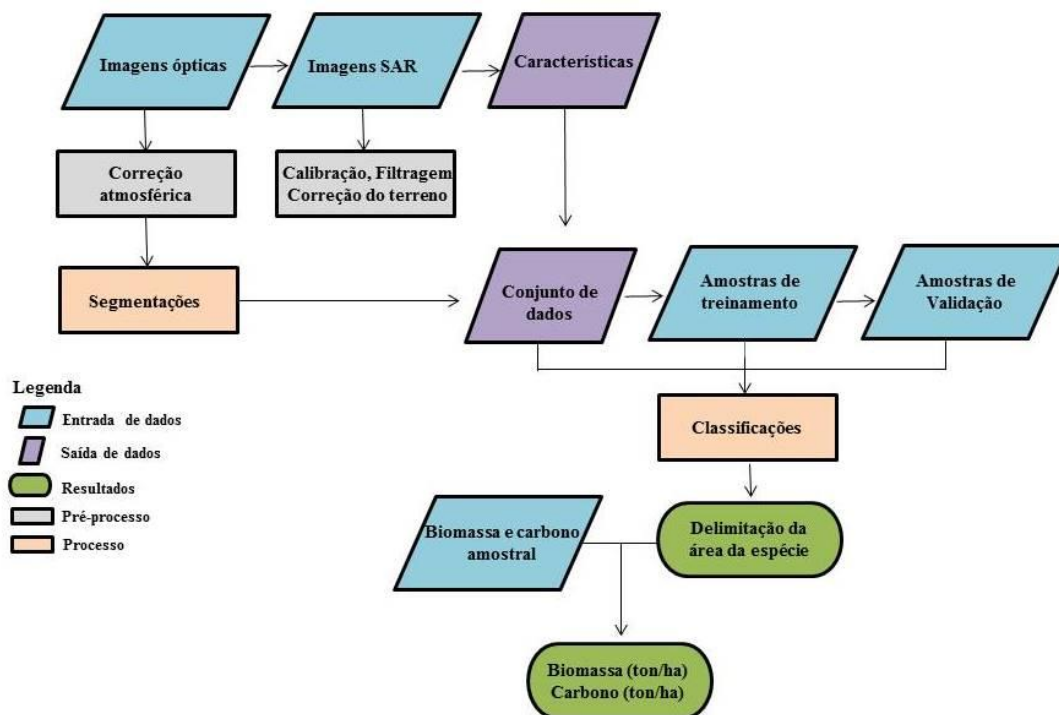 Imagens ópticas
Imagens SAR
Características
Correção
atmosférica
Calibração, Filtragem
Correção do terreno
Segmentações
Conjunto de
dados
Amostras de
treinamento
Amostras de
Validação
Classificações
Legenda
Entrada de dados
Saída de dados
Resultados
Pré-processo
Processo
Biomassa e carbono
amostral
Delimitação da
área da espécie
Biomassa (ton/ha)
Carbono (ton/ha)